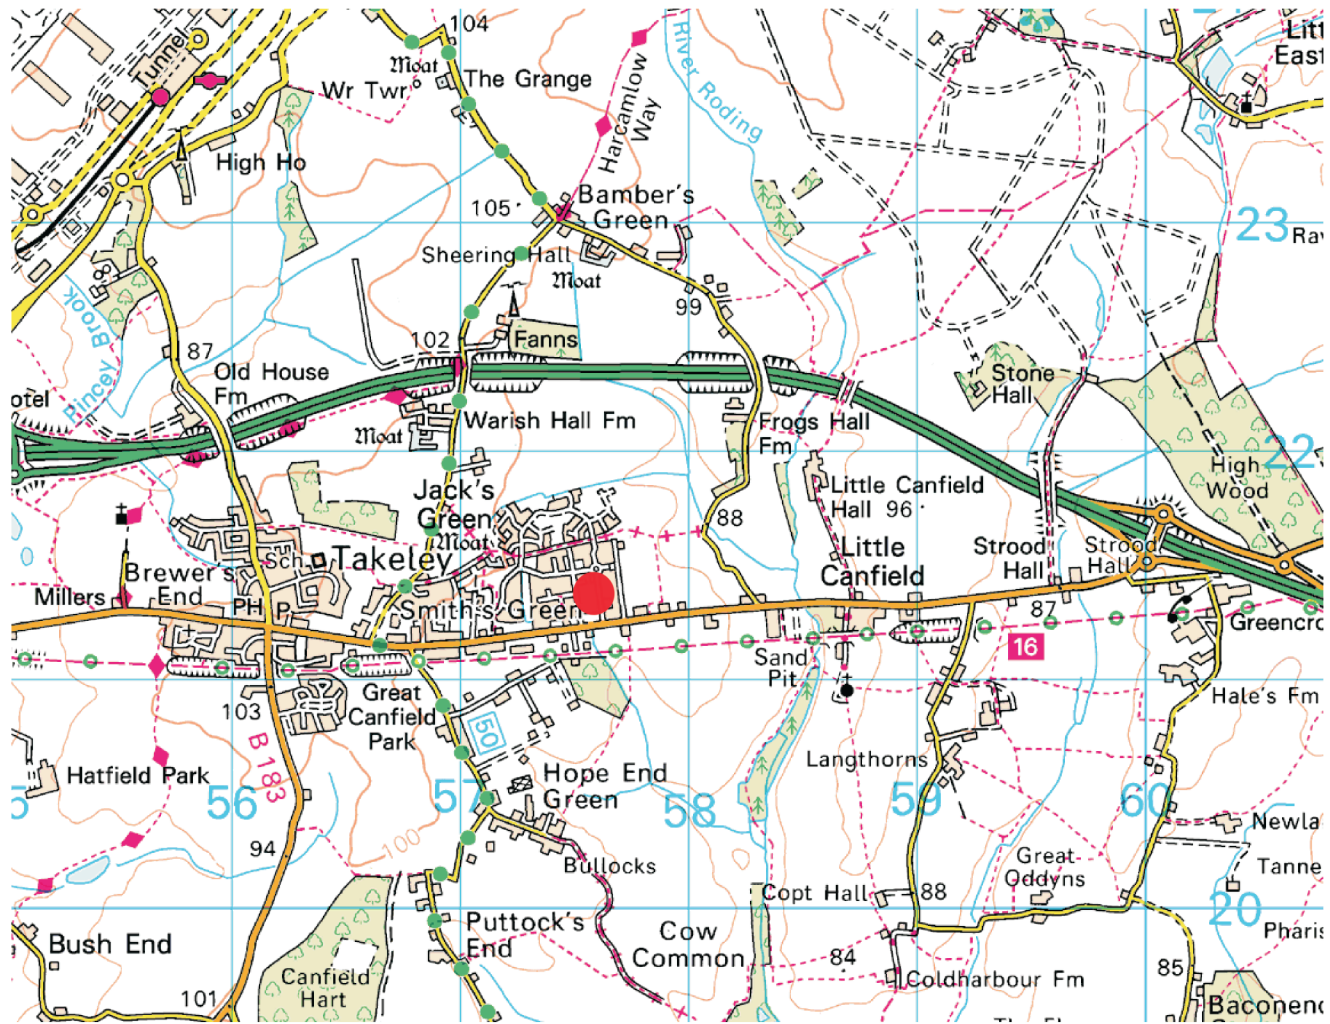 104
Tunnel
Moat
The Grange
Wr Twr
Harcamlow
Way
River Roding
East
High Ho
Bamber's
Green
105
23
Sheering Hall
Moat
99
Pincey Brook
87
102
Fanns
Old House
Fm
Stone
Hall
Warish Hall Fm
Frogs Hall
Fm
Moat
22
High
Wood
Jack's
Green
Little Canfield
Hall 96
88
Moat
Sch
Takeley
Little
Canfield
Strood
Hall
Strood
Hall
Brewer's
End
Millers
PH
P
Smith's Green
87
16
Sand
Pit
Great
Canfield
Park
103
50
Hale's Fm
B 183
Langthorns
Hatfield Park
Hope End
Green
56
57
58
59
60
94
100
Bullocks
Great
Oddyns
Copt Hall
88
20
Puttock's
End
Cow
Common
Bush End
84
Canfield
Hart
Coldharbour Fm
85
101